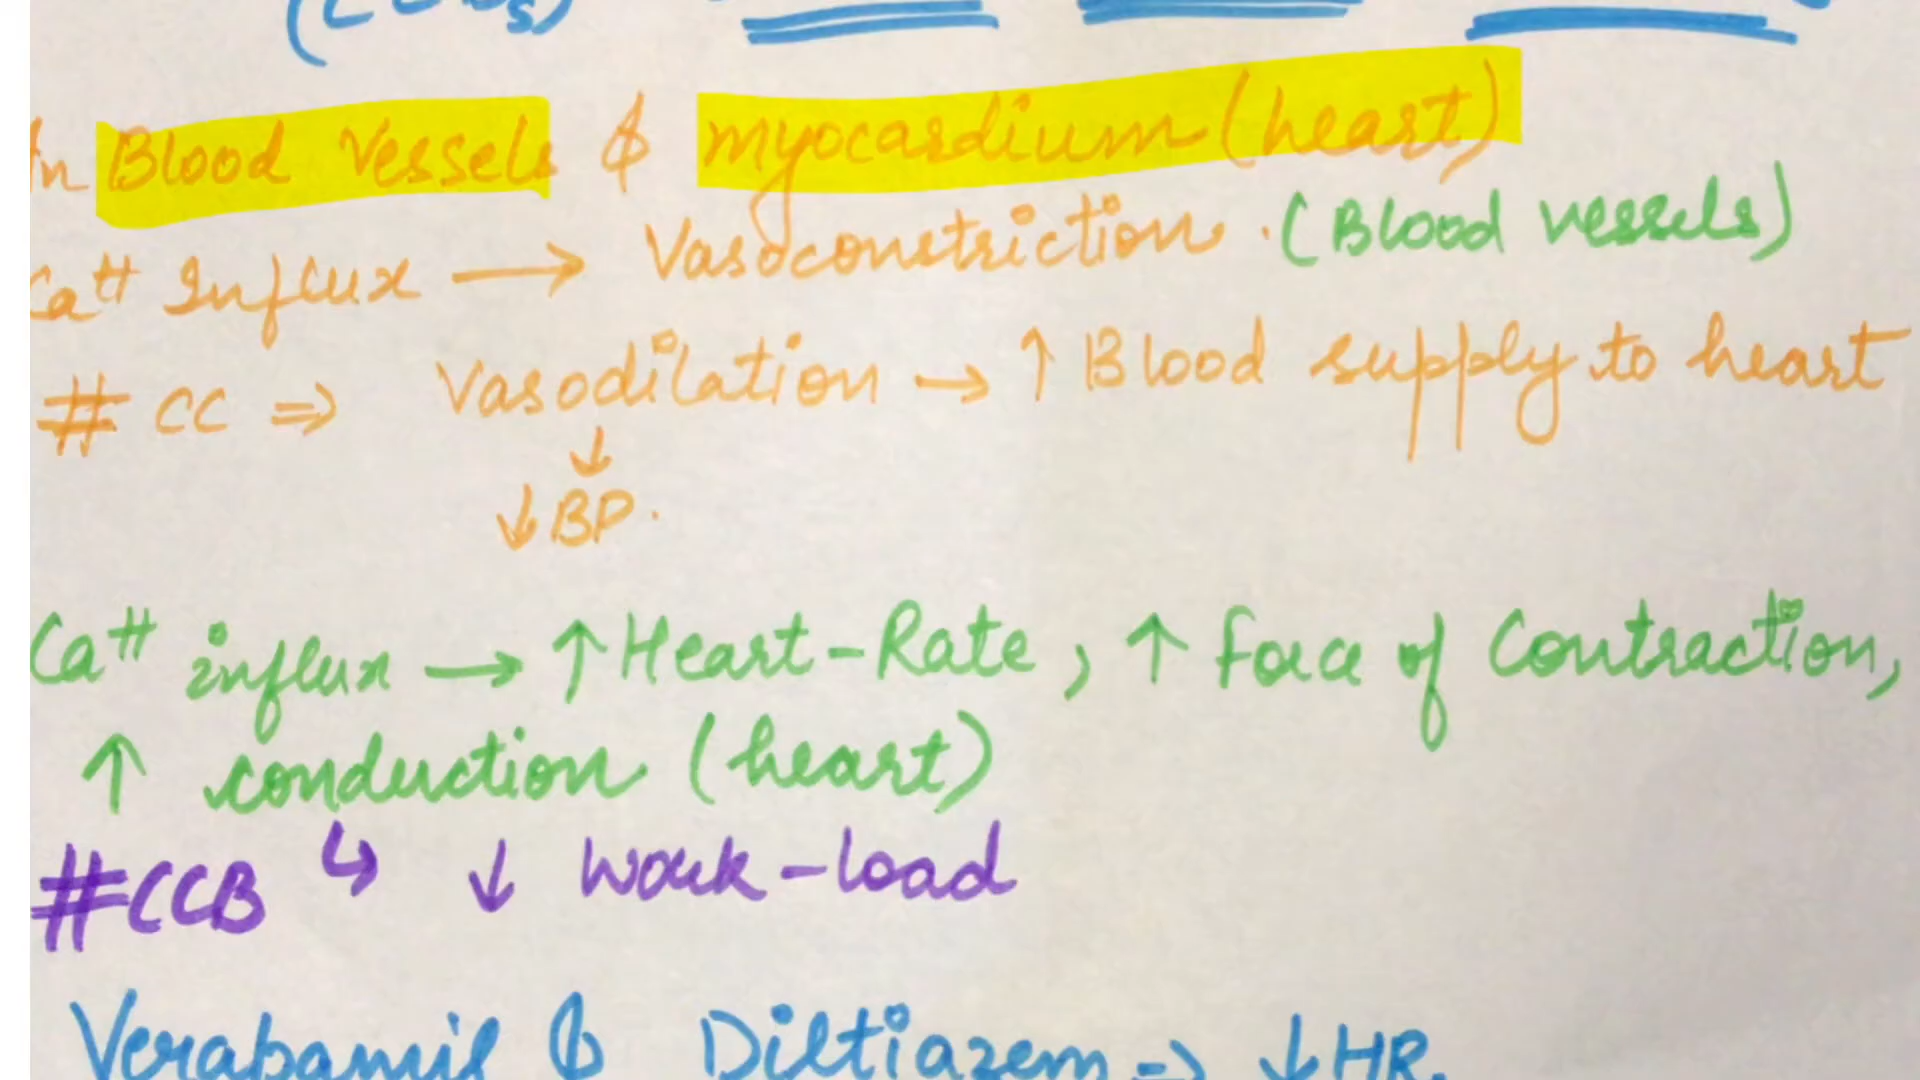 (CCBs)
In Blood Vessels & myocardium (heart)
Ca++ Influx → Vasoconstriction. (Blood vessels)
# CC ⇒ Vasodilation → ↑ Blood supply to heart
↓
↓ BP.
Ca++ influx → ↑ Heart-Rate, ↑ Force of Contraction,
↑ conduction (heart)
#CCB ↳ ↓ Work-load
Verapamil & Diltiazem → ↓ HR.